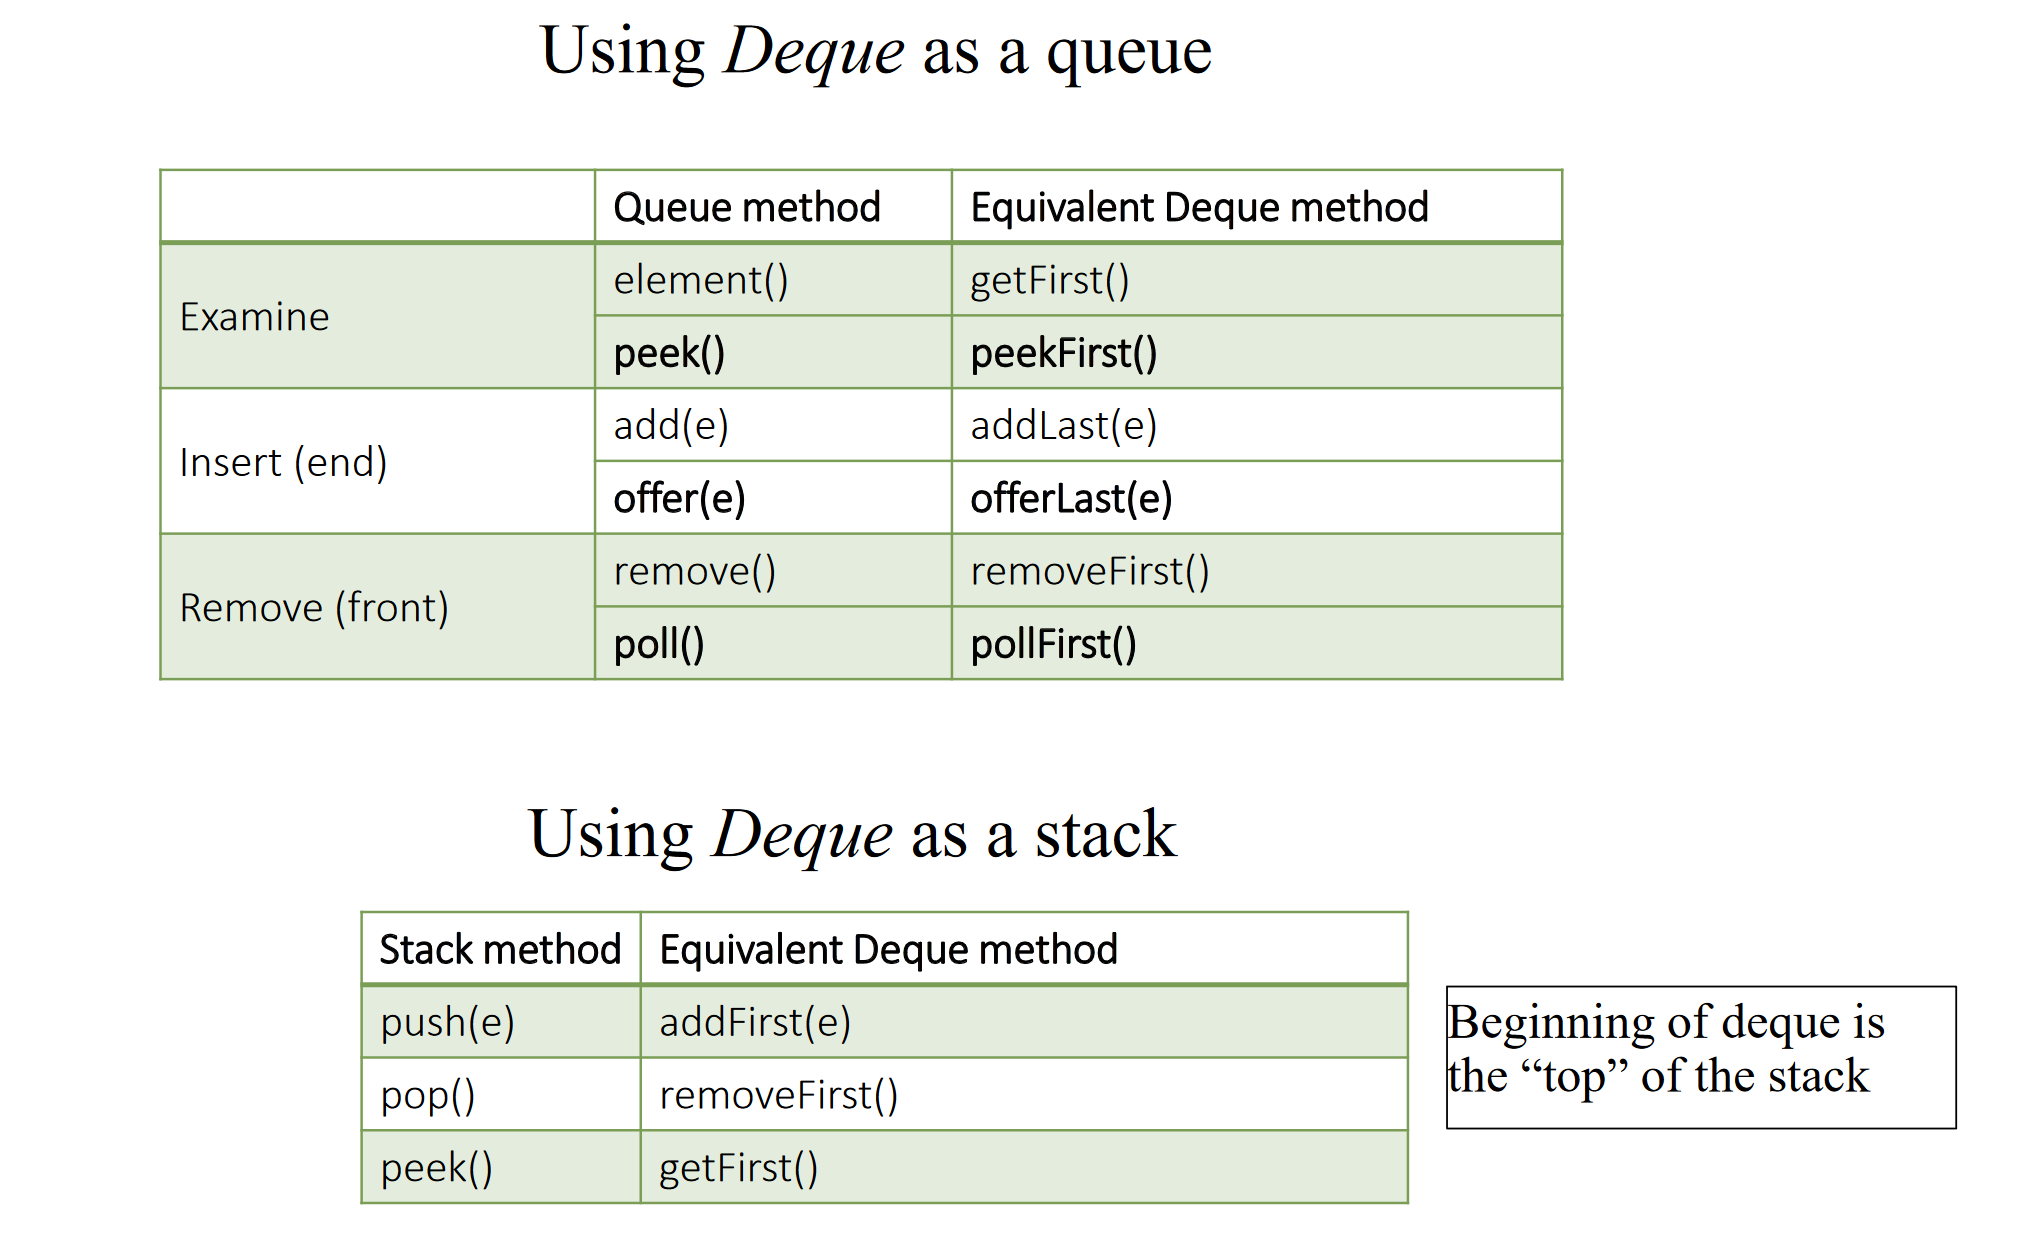 Using Deque as a queue
Queue method Equivalent Deque method
Examine
element() getFirst()
peek() peekFirst()
Insert (end)
add(e) addLast(e)
offer(e) offerLast(e)
Remove (front)
remove() removeFirst()
poll() pollFirst()
Using Deque as a stack
Stack method Equivalent Deque method
push(e) addFirst(e)
pop() removeFirst()
peek() getFirst()
Beginning of deque is
the “top” of the stack